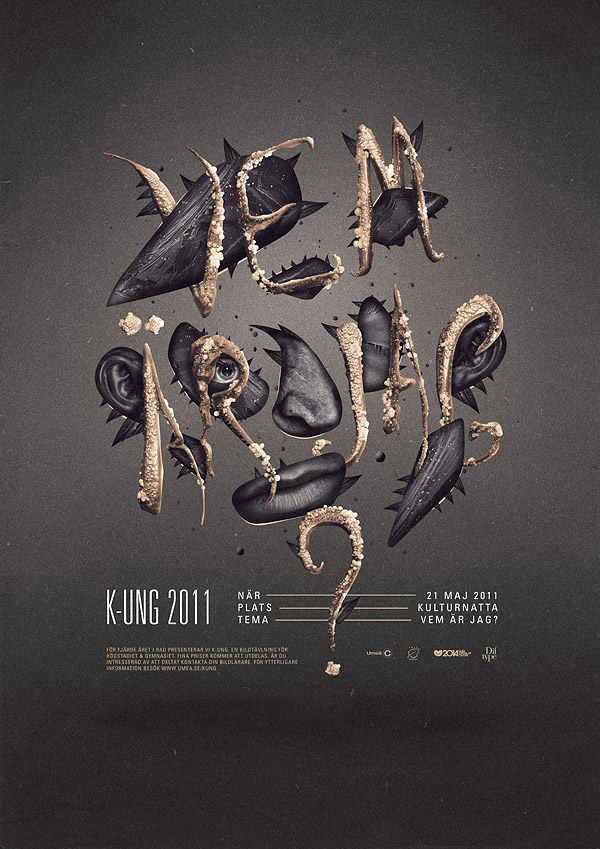 VEM
ÄR JAG
?
K-UNG 2011
NÄR 21 MAJ 2011
PLATS KULTURNATTA
TEMA VEM ÄR JAG?
FÖR FJÄRDE ÅRET I RAD PRESENTERAR VI K-UNG. EN BILDTÄVLING FÖR
HÖGSTADIET & GYMNASIET. FINA PRISER KOMMER ATT UTDELAS. ÄR DU
INTRESSERAD AV ATT DELTA? KONTAKTA DIN BILDLÄRARE. FÖR YTTERLIGARE
INFORMATION BESÖK WWW.UMEA.SE/KUNG
Umeå C
2014
Dif
type